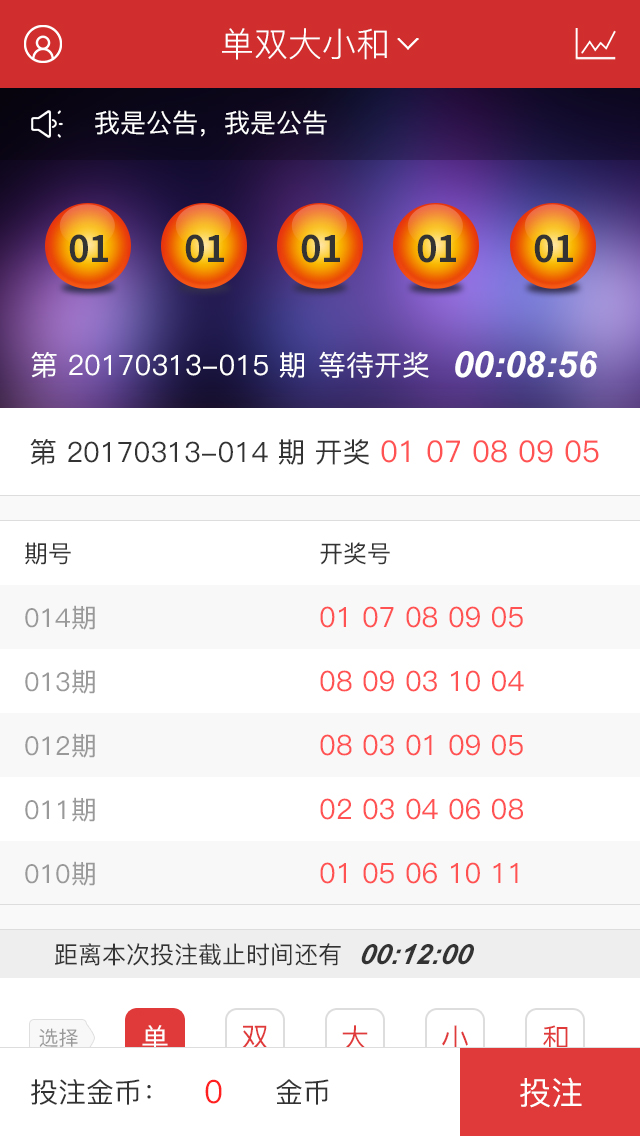 单双大小和
我是公告，我是公告
01 01 01 01 01
第 20170313-015 期 等待开奖 00:08:56
第 20170313-014 期 开奖 01 07 08 09 05
期号 开奖号
014期 01 07 08 09 05
013期 08 09 03 10 04
012期 08 03 01 09 05
011期 02 03 04 06 08
010期 01 05 06 10 11
距离本次投注截止时间还有 00:12:00
选择 单 双 大 小 和
投注金币： 0 金币 投注